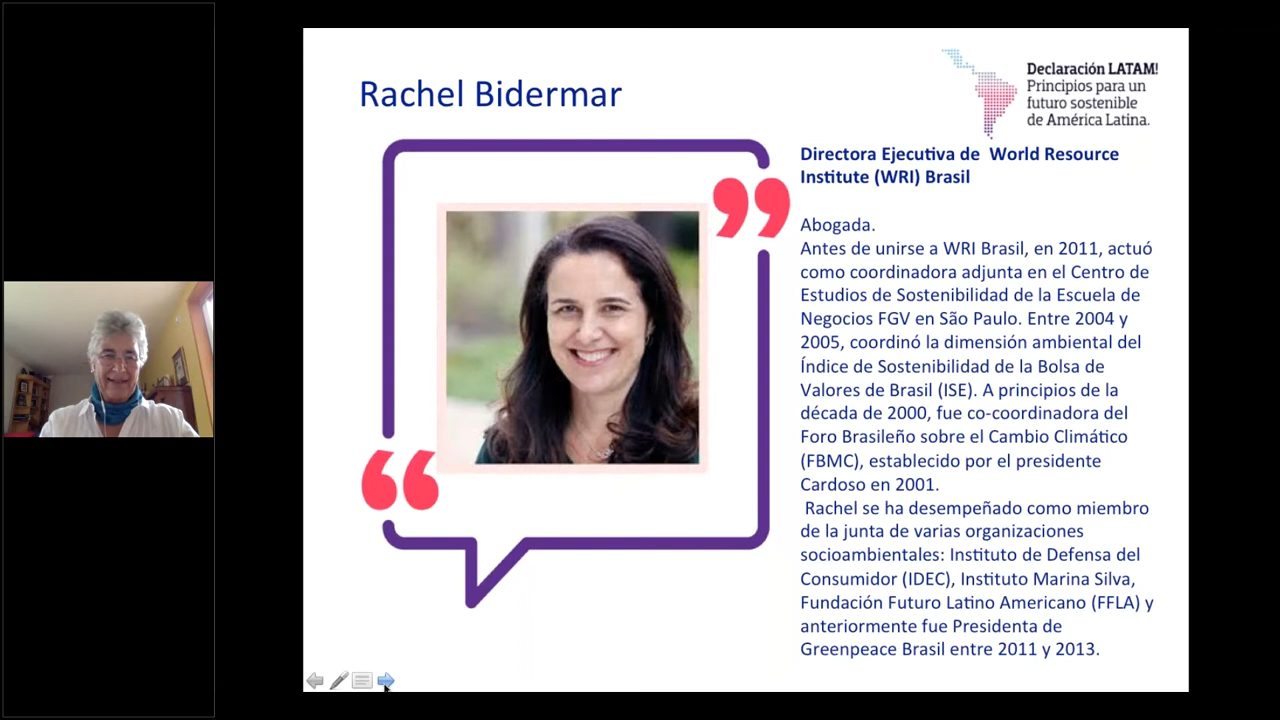 Rachel Bidermar
Declaración LATAM!
Principios para un
futuro sostenible
de América Latina.
Directora Ejecutiva de  World Resource
Institute (WRI) Brasil
Abogada.
Antes de unirse a WRI Brasil, en 2011, actuó
como coordinadora adjunta en el Centro de
Estudios de Sostenibilidad de la Escuela de
Negocios FGV en São Paulo. Entre 2004 y
2005, coordinó la dimensión ambiental del
Índice de Sostenibilidad de la Bolsa de
Valores de Brasil (ISE). A principios de la
década de 2000, fue co-coordinadora del
Foro Brasileño sobre el Cambio Climático
(FBMC), establecido por el presidente
Cardoso en 2001.
Rachel se ha desempeñado como miembro
de la junta de varias organizaciones
socioambientales: Instituto de Defensa del
Consumidor (IDEC), Instituto Marina Silva,
Fundación Futuro Latino Americano (FFLA) y
anteriormente fue Presidenta de
Greenpeace Brasil entre 2011 y 2013.